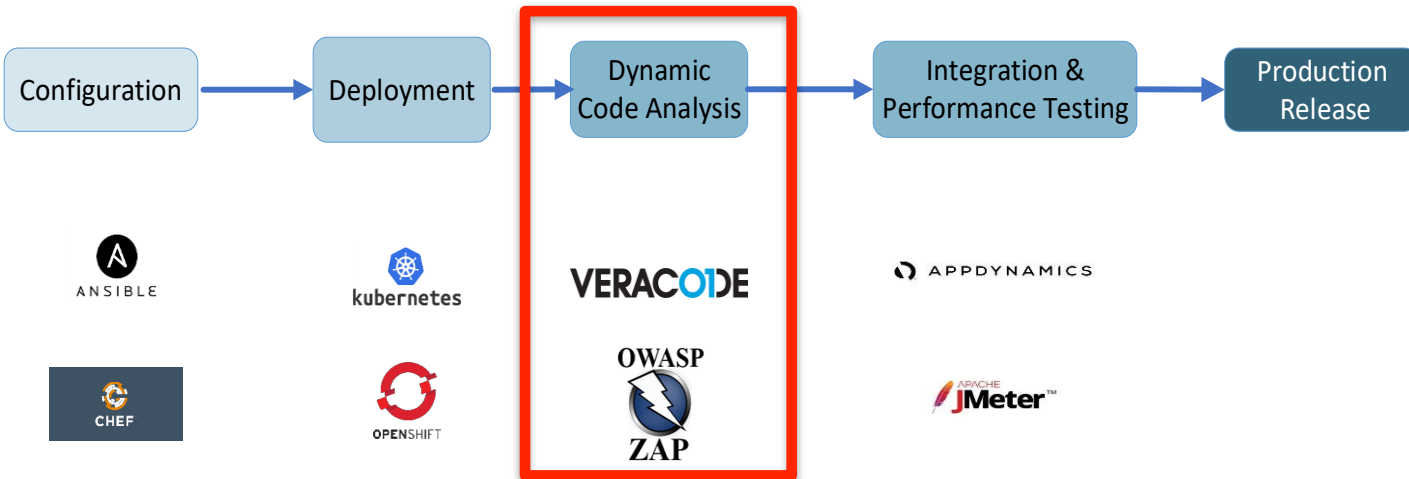 Configuration
Deployment
Dynamic
Code Analysis
Integration &
Performance Testing
Production
Release
ANSIBLE
CHEF
kubernetes
OPENSHIFT
VERACODE
OWASP
ZAP
APPDYNAMICS
APACHE
JMeter™